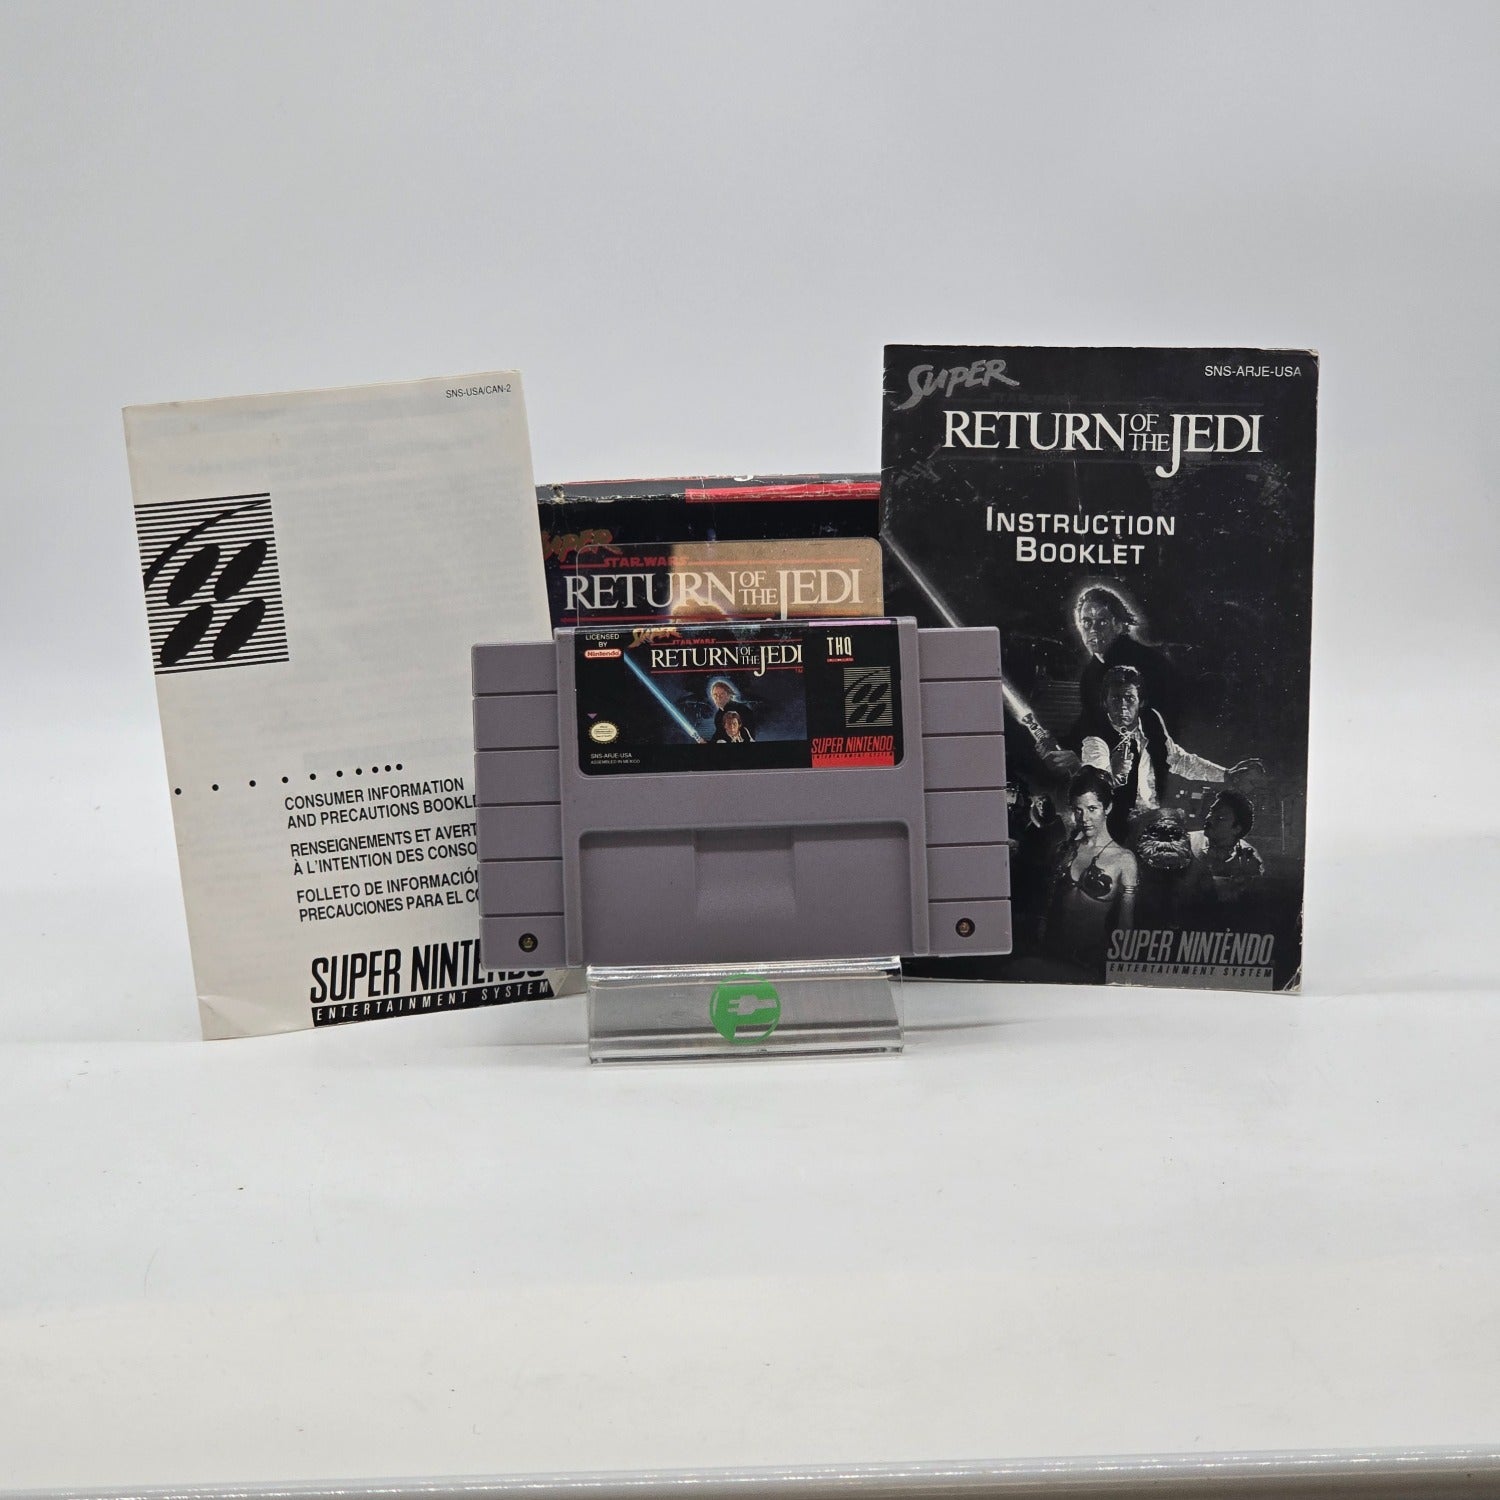 SNS-USA/CAN-2
CONSUMER INFORMATION
AND PRECAUTIONS BOOKL
RENSEIGNEMENTS ET AVERT
À L'INTENTION DES CONSO
FOLLETO DE INFORMACIÓ
PRECAUCIONES PARA EL CO
SUPER NINTENDO
ENTERTAINMENT SYSTEM
SUPER
STAR WARS
RETURN OF THE JEDI
LICENSED
BY
Nintendo
SUPER
STAR WARS
RETURN OF THE JEDI
TM
THQ
SNS-ARJE-USA
ASSEMBLED IN MEXICO
SUPER NINTENDO
ENTERTAINMENT SYSTEM
SUPER
STAR WARS
SNS-ARJE-USA
RETURN OF THE JEDI
INSTRUCTION
BOOKLET
SUPER NINTENDO
ENTERTAINMENT SYSTEM